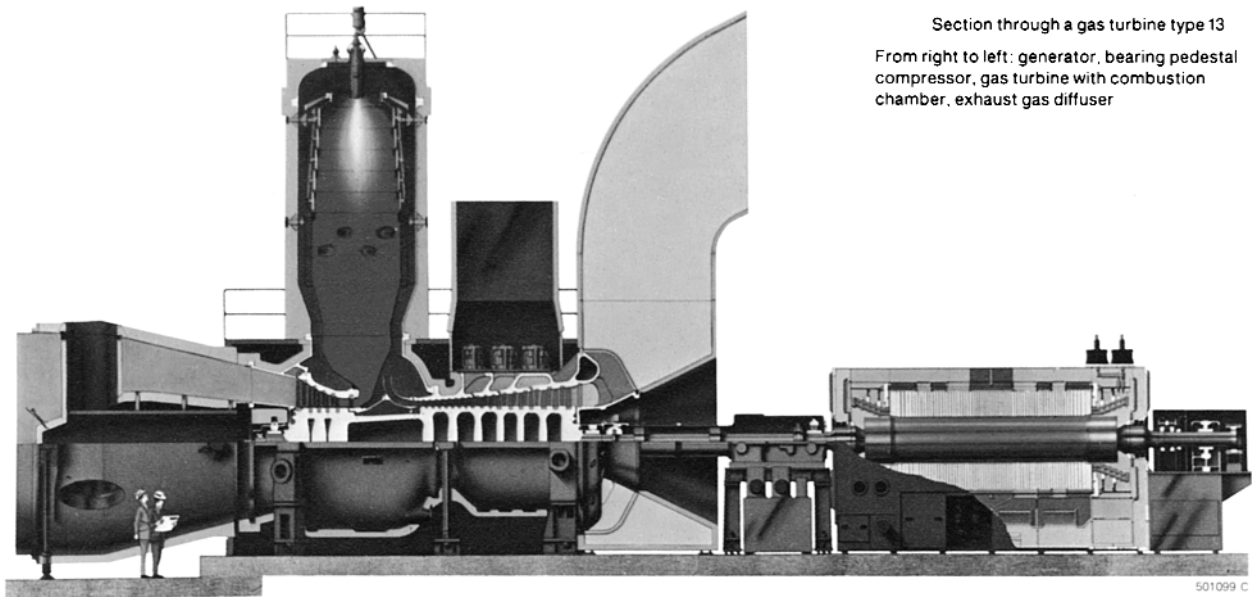 Section through a gas turbine type 13
From right to left: generator, bearing pedestal
compressor, gas turbine with combustion
chamber, exhaust gas diffuser
501099 C